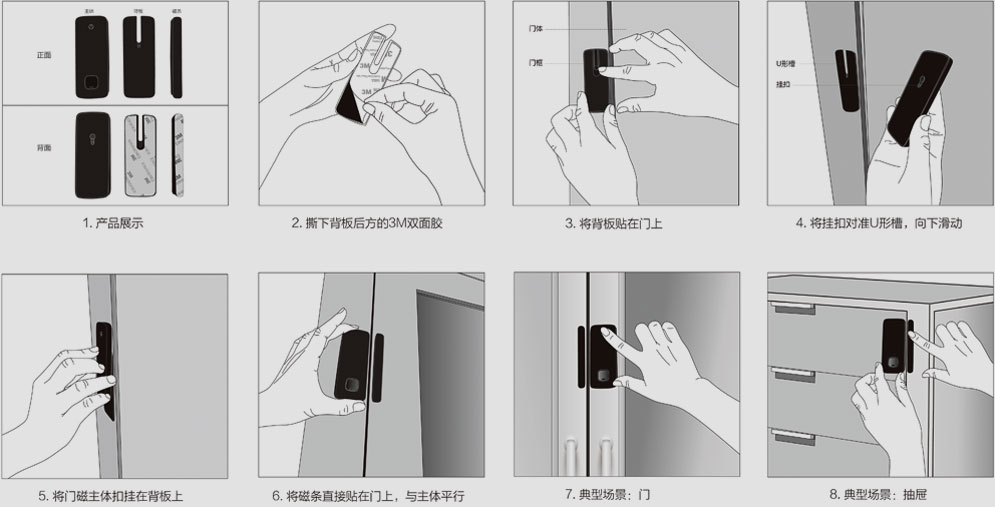 主体 背板 磁条
正面
背面
1. 产品展示
3M
3M
2. 撕下背板后方的3M双面胶
门体
门框
3. 将背板贴在门上
U形槽
挂扣
4. 将挂扣对准U形槽，向下滑动
5. 将门磁主体扣挂在背板上
6. 将磁条直接贴在门上，与主体平行
7. 典型场景：门
8. 典型场景：抽屉